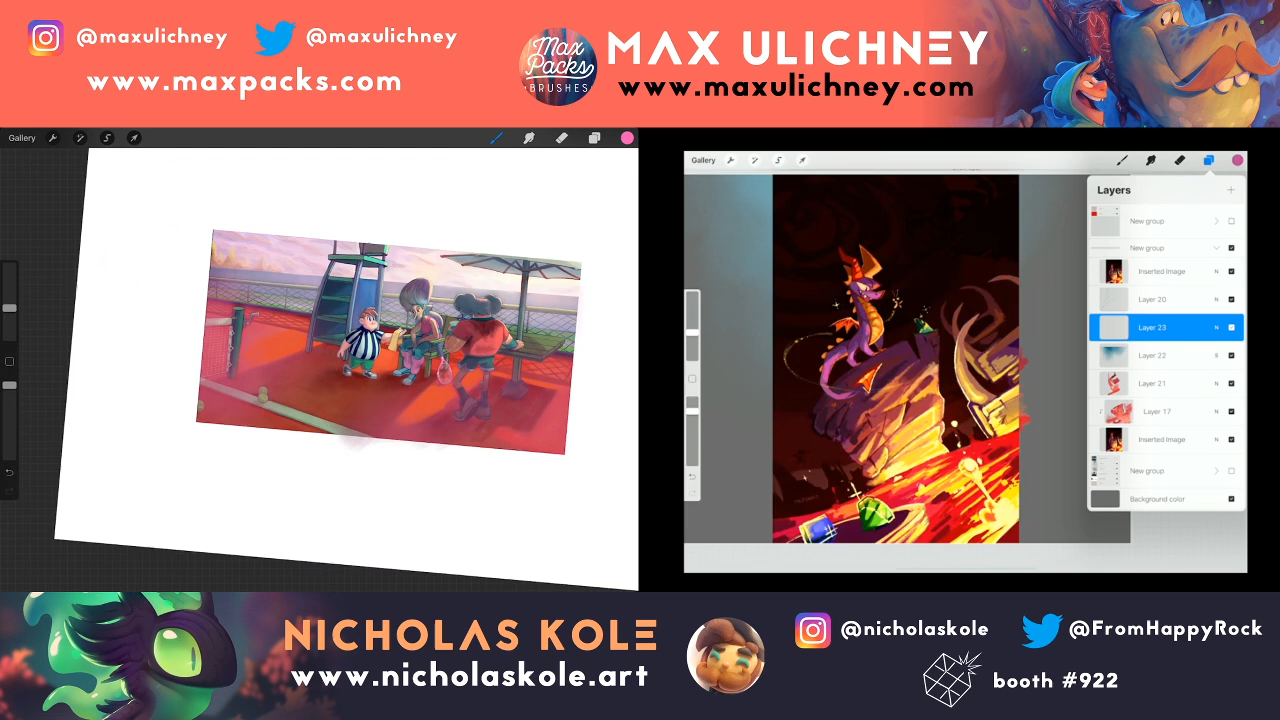 @maxulichney
@maxulichney
www.maxpacks.com
Max
Packs
BRUSHES
MAX ULICHNEY
www.maxulichney.com
Gallery
Gallery
Layers
New group
New group
Inserted Image
N
Layer 20
N
Layer 23
N
Layer 22
S
Layer 21
N
Layer 17
N
Inserted Image
N
New group
Background color
NICHOLAS KOLE
www.nicholaskole.art
@nicholaskole
@FromHappyRock
booth #922